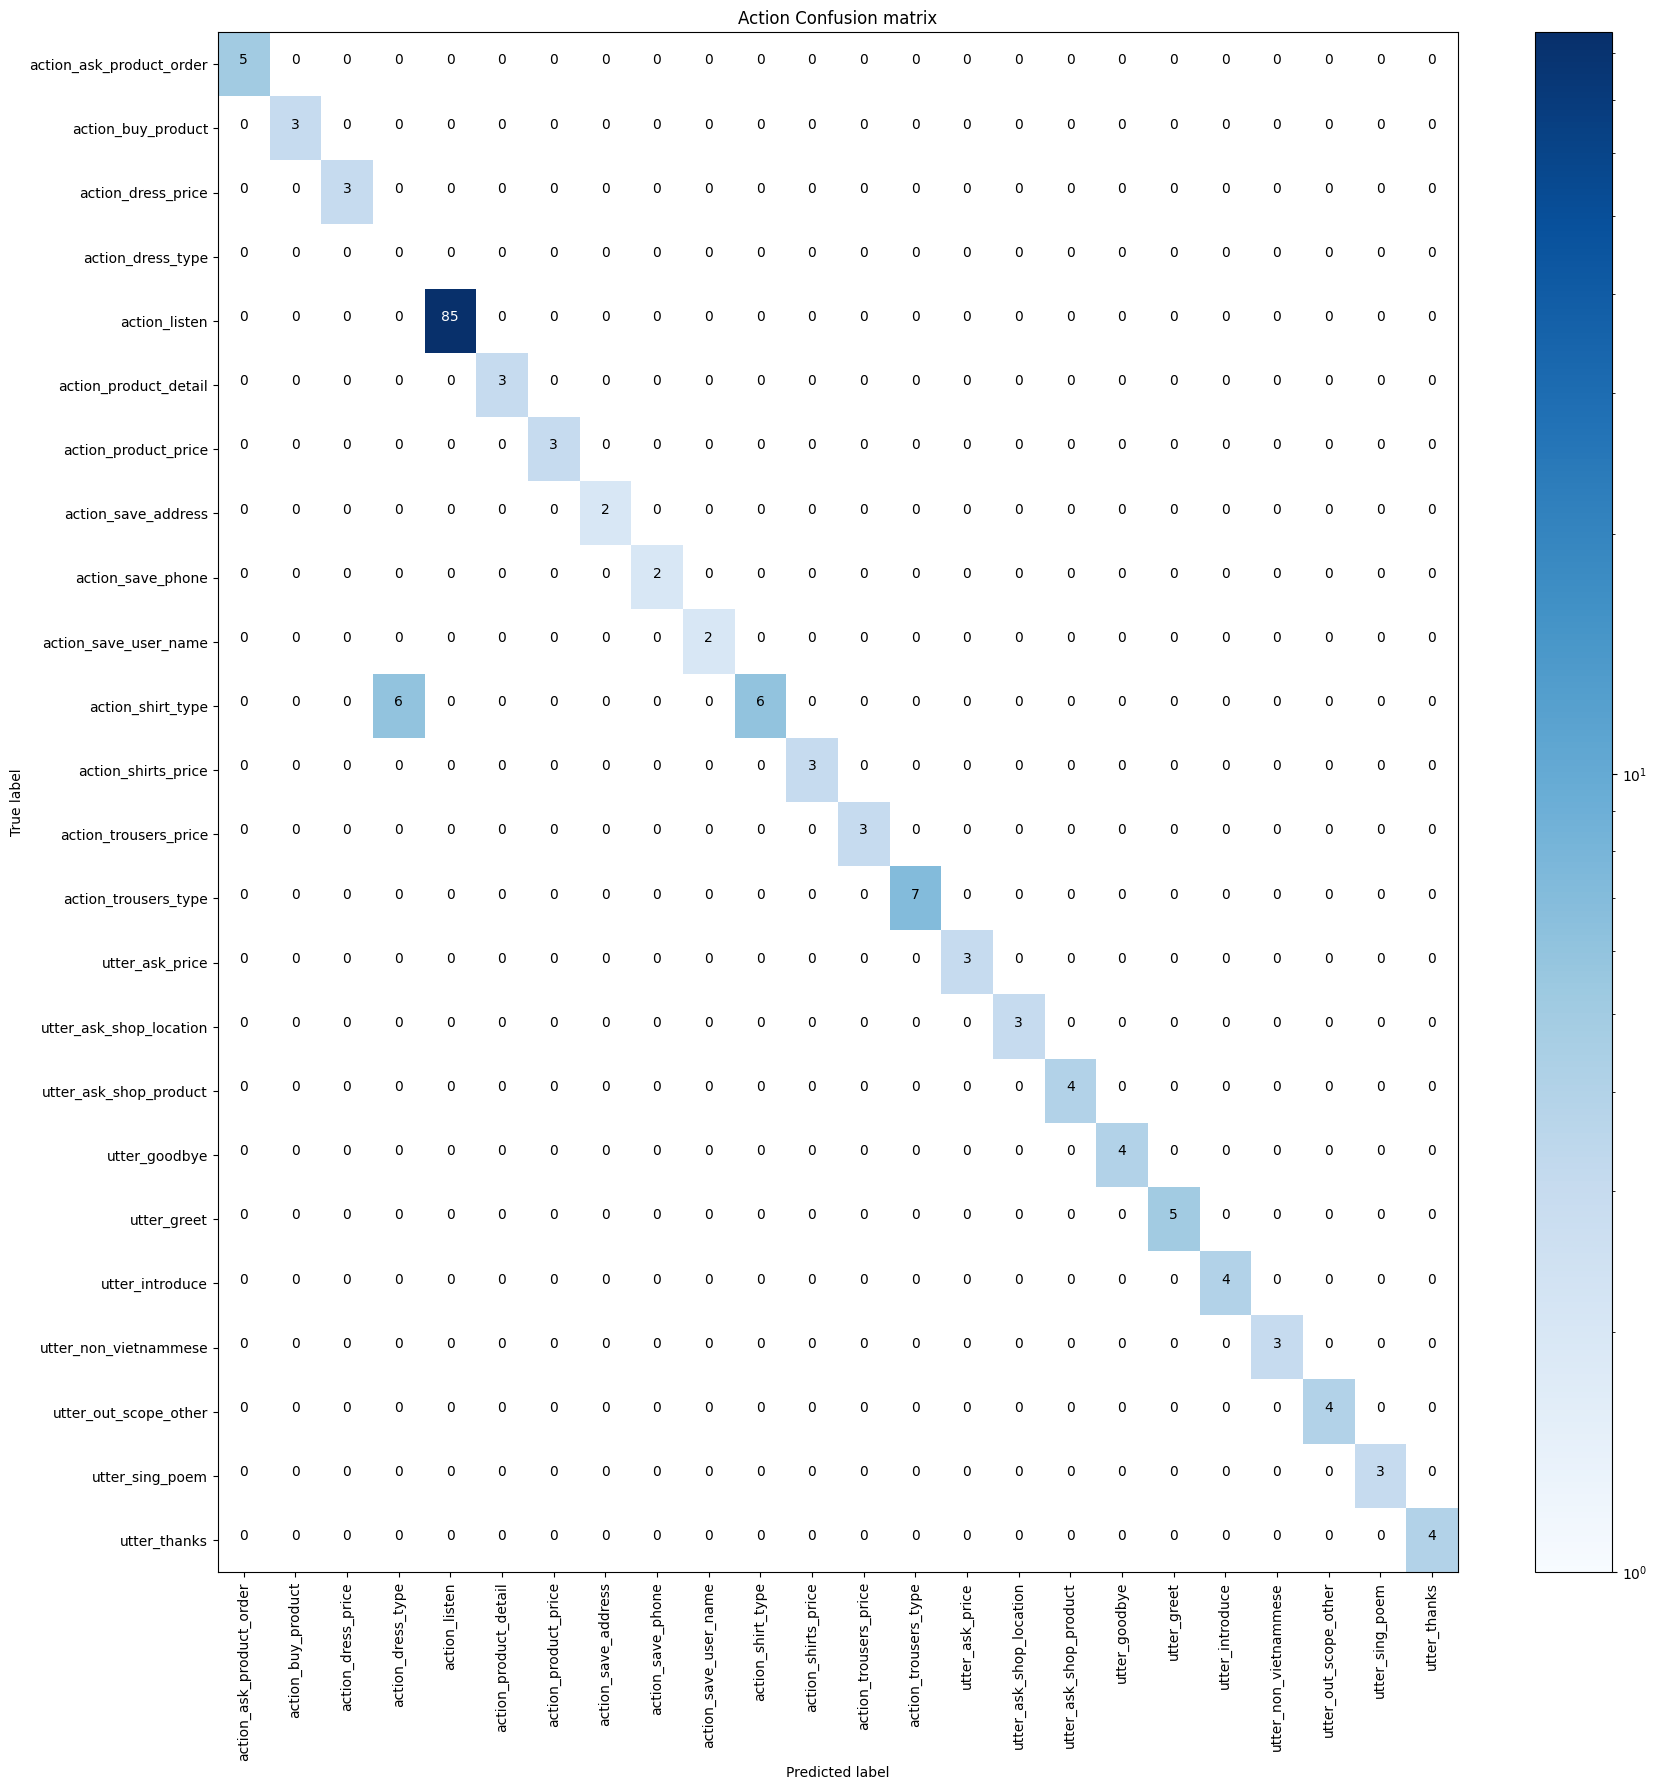 Action Confusion matrix
True label
action_ask_product_order 5 0 0 0 0 0 0 0 0 0 0 0 0 0 0 0 0 0 0 0 0 0 0 0
action_buy_product 0 3 0 0 0 0 0 0 0 0 0 0 0 0 0 0 0 0 0 0 0 0 0 0
action_dress_price 0 0 3 0 0 0 0 0 0 0 0 0 0 0 0 0 0 0 0 0 0 0 0 0
action_dress_type 0 0 0 0 0 0 0 0 0 0 0 0 0 0 0 0 0 0 0 0 0 0 0 0
action_listen 0 0 0 0 85 0 0 0 0 0 0 0 0 0 0 0 0 0 0 0 0 0 0 0
action_product_detail 0 0 0 0 0 3 0 0 0 0 0 0 0 0 0 0 0 0 0 0 0 0 0 0
action_product_price 0 0 0 0 0 0 3 0 0 0 0 0 0 0 0 0 0 0 0 0 0 0 0 0
action_save_address 0 0 0 0 0 0 0 2 0 0 0 0 0 0 0 0 0 0 0 0 0 0 0 0
action_save_phone 0 0 0 0 0 0 0 0 2 0 0 0 0 0 0 0 0 0 0 0 0 0 0 0
action_save_user_name 0 0 0 0 0 0 0 0 0 2 0 0 0 0 0 0 0 0 0 0 0 0 0 0
action_shirt_type 0 0 0 6 0 0 0 0 0 0 6 0 0 0 0 0 0 0 0 0 0 0 0 0
action_shirts_price 0 0 0 0 0 0 0 0 0 0 0 3 0 0 0 0 0 0 0 0 0 0 0 0
action_trousers_price 0 0 0 0 0 0 0 0 0 0 0 0 3 0 0 0 0 0 0 0 0 0 0 0
action_trousers_type 0 0 0 0 0 0 0 0 0 0 0 0 0 7 0 0 0 0 0 0 0 0 0 0
utter_ask_price 0 0 0 0 0 0 0 0 0 0 0 0 0 0 3 0 0 0 0 0 0 0 0 0
utter_ask_shop_location 0 0 0 0 0 0 0 0 0 0 0 0 0 0 0 3 0 0 0 0 0 0 0 0
utter_ask_shop_product 0 0 0 0 0 0 0 0 0 0 0 0 0 0 0 0 4 0 0 0 0 0 0 0
utter_goodbye 0 0 0 0 0 0 0 0 0 0 0 0 0 0 0 0 0 4 0 0 0 0 0 0
utter_greet 0 0 0 0 0 0 0 0 0 0 0 0 0 0 0 0 0 0 5 0 0 0 0 0
utter_introduce 0 0 0 0 0 0 0 0 0 0 0 0 0 0 0 0 0 0 0 4 0 0 0 0
utter_non_vietnammese 0 0 0 0 0 0 0 0 0 0 0 0 0 0 0 0 0 0 0 0 3 0 0 0
utter_out_scope_other 0 0 0 0 0 0 0 0 0 0 0 0 0 0 0 0 0 0 0 0 0 4 0 0
utter_sing_poem 0 0 0 0 0 0 0 0 0 0 0 0 0 0 0 0 0 0 0 0 0 0 3 0
utter_thanks 0 0 0 0 0 0 0 0 0 0 0 0 0 0 0 0 0 0 0 0 0 0 0 4
action_ask_product_order
action_buy_product
action_dress_price
action_dress_type
action_listen
action_product_detail
action_product_price
action_save_address
action_save_phone
action_save_user_name
action_shirt_type
action_shirts_price
action_trousers_price
action_trousers_type
utter_ask_price
utter_ask_shop_location
utter_ask_shop_product
utter_goodbye
utter_greet
utter_introduce
utter_non_vietnammese
utter_out_scope_other
utter_sing_poem
utter_thanks
Predicted label
10¹
10⁰